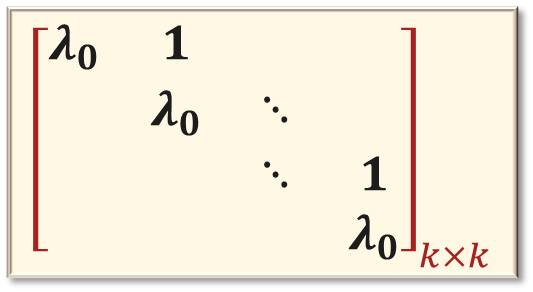 λ₀ 1
λ₀ ⋱
⋱ 1
λ₀
k×k